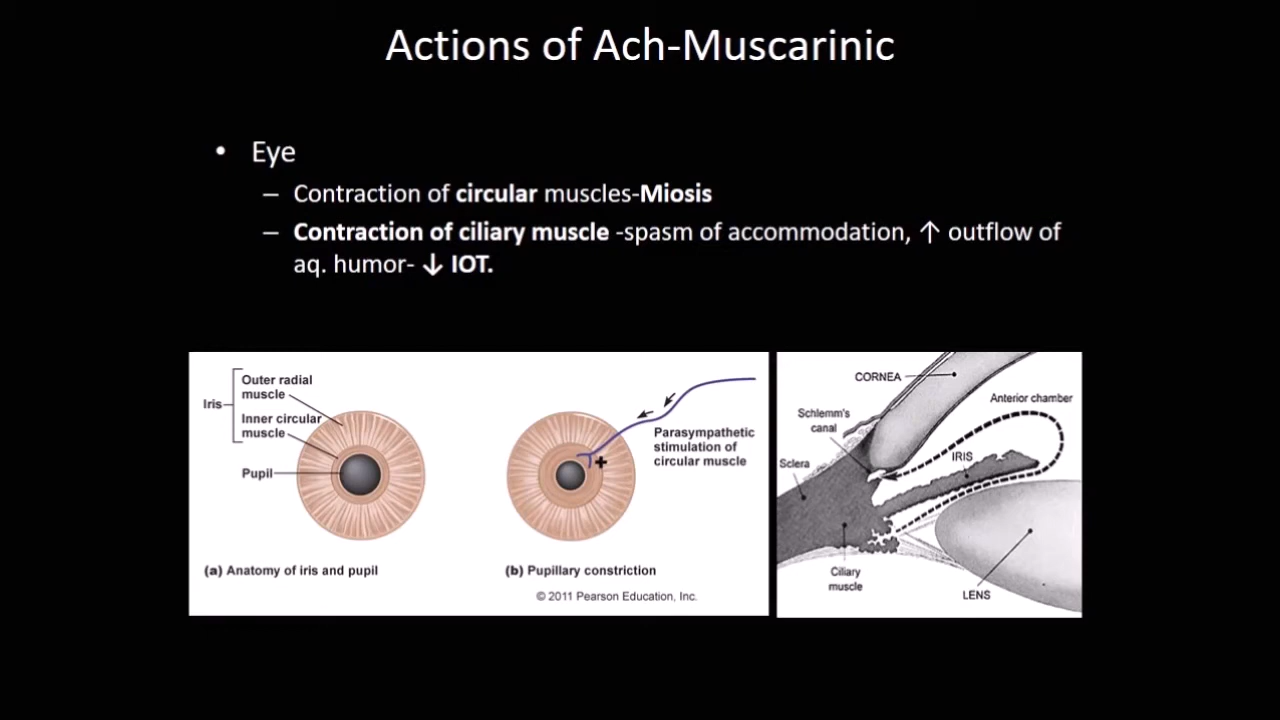 Actions of Ach-Muscarinic
• Eye
– Contraction of circular muscles-Miosis
– Contraction of ciliary muscle -spasm of accommodation, ↑ outflow of
aq. humor- ↓ IOT.
Iris
Outer radial
muscle
Inner circular
muscle
Pupil
(a) Anatomy of iris and pupil
+
Parasympathetic
stimulation of
circular muscle
(b) Pupillary constriction
© 2011 Pearson Education, Inc.
CORNEA
Anterior chamber
Schlemm's
canal
IRIS
Sclera
Ciliary
muscle
LENS